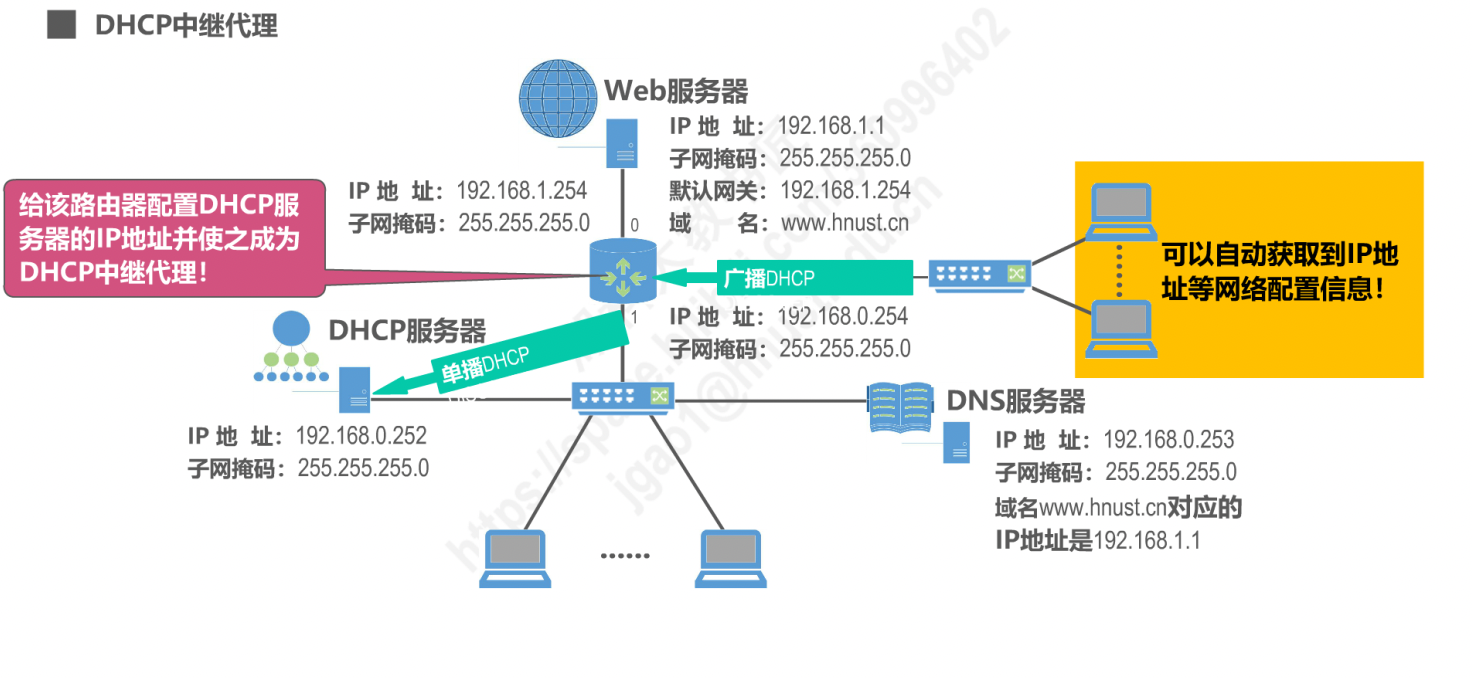 DHCP中继代理
Web服务器
IP 地 址：192.168.1.1
子网掩码：255.255.255.0
默认网关：192.168.1.254
域 名：www.hnust.cn
IP 地 址：192.168.1.254
子网掩码：255.255.255.0
给该路由器配置DHCP服
务器的IP地址并使之成为
DHCP中继代理！
0
广播DHCP
可以自动获取到IP地
址等网络配置信息！
1
IP 地 址：192.168.0.254
子网掩码：255.255.255.0
DHCP服务器
单播DHCP
IP 地 址：192.168.0.252
子网掩码：255.255.255.0
DNS服务器
IP 地 址：192.168.0.253
子网掩码：255.255.255.0
域名www.hnust.cn对应的
IP地址是192.168.1.1